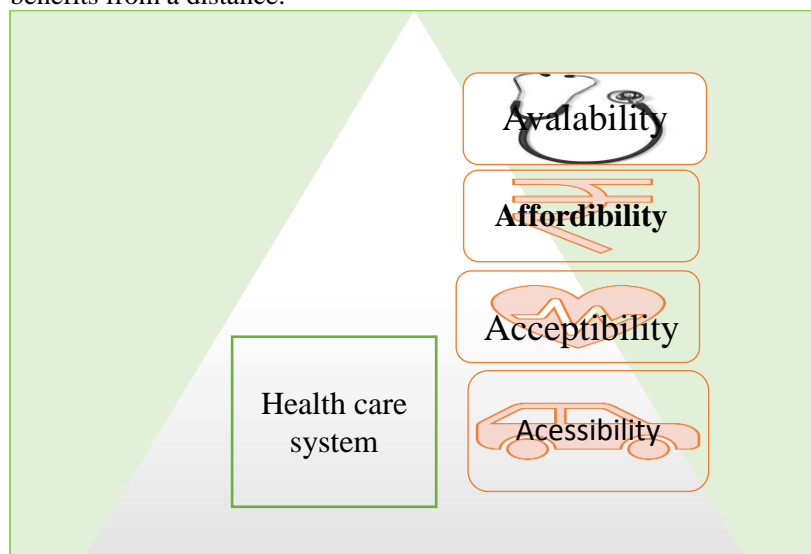 benefits from a distance.
Avalability
Affordibility
Acceptibility
Health care
system
Acessibility